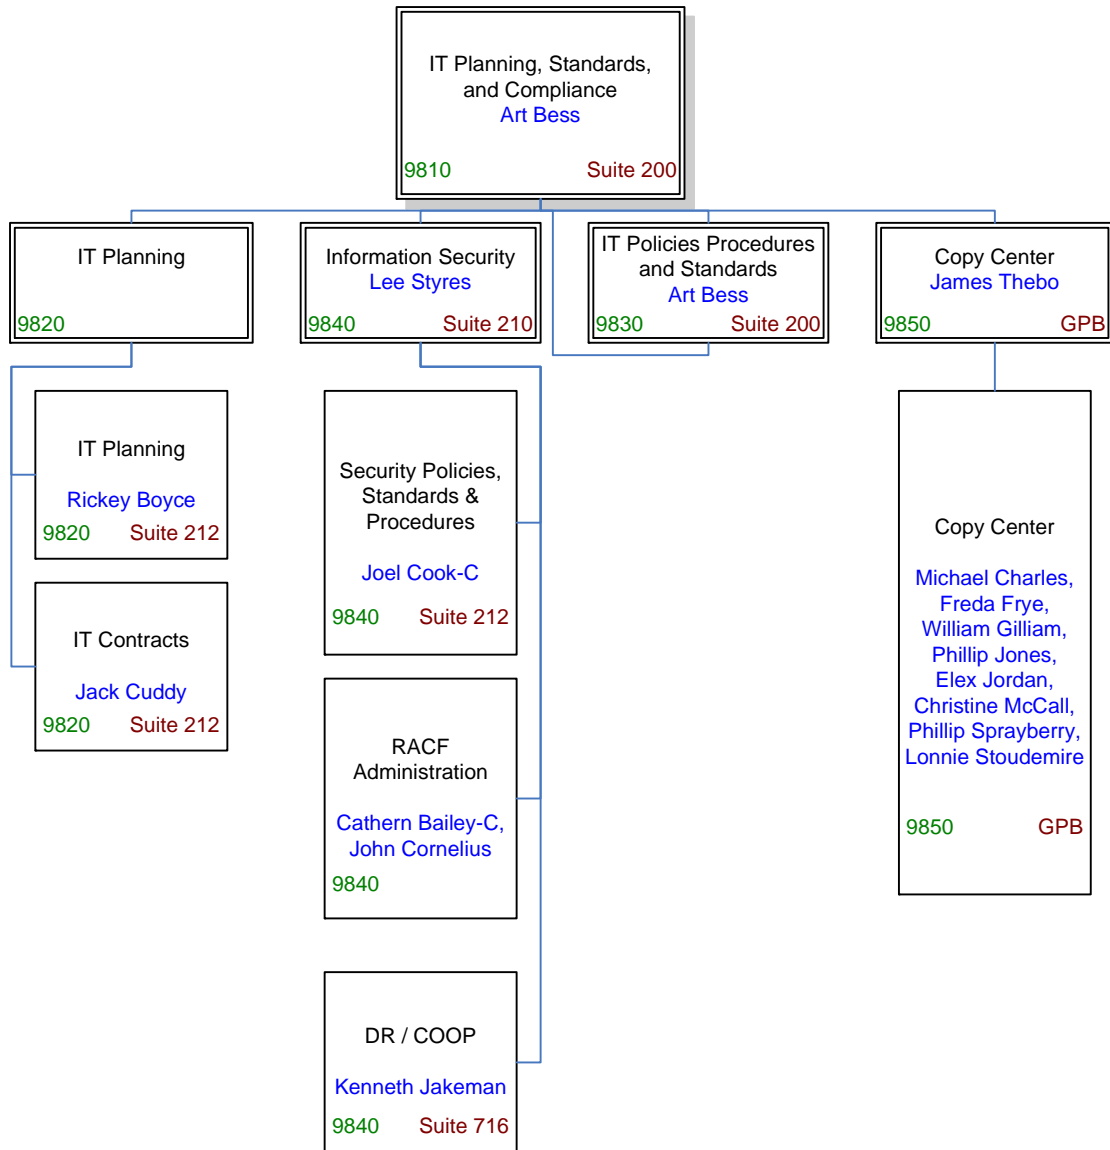 IT Planning, Standards,
and Compliance
Art Bess
9810 Suite 200
IT Planning
9820
Information Security
Lee Styres
9840 Suite 210
IT Policies Procedures
and Standards
Art Bess
9830 Suite 200
Copy Center
James Thebo
9850 GPB
IT Planning
Rickey Boyce
9820 Suite 212
IT Contracts
Jack Cuddy
9820 Suite 212
Security Policies,
Standards &
Procedures
Joel Cook-C
9840 Suite 212
RACF
Administration
Cathern Bailey-C,
John Cornelius
9840
DR / COOP
Kenneth Jakeman
9840 Suite 716
Copy Center
Michael Charles,
Freda Frye,
William Gilliam,
Phillip Jones,
Elex Jordan,
Christine McCall,
Phillip Sprayberry,
Lonnie Stoudemire
9850 GPB